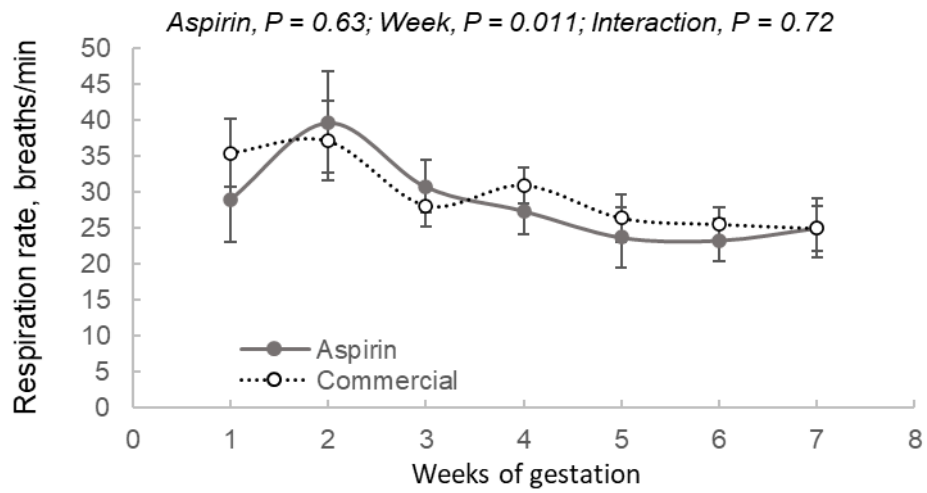 Aspirin, P = 0.63; Week, P = 0.011; Interaction, P = 0.72
Respiration rate, breaths/min
50
45
40
35
30
25
20
15
10
5
0
Aspirin
Commercial
0 1 2 3 4 5 6 7 8
Weeks of gestation